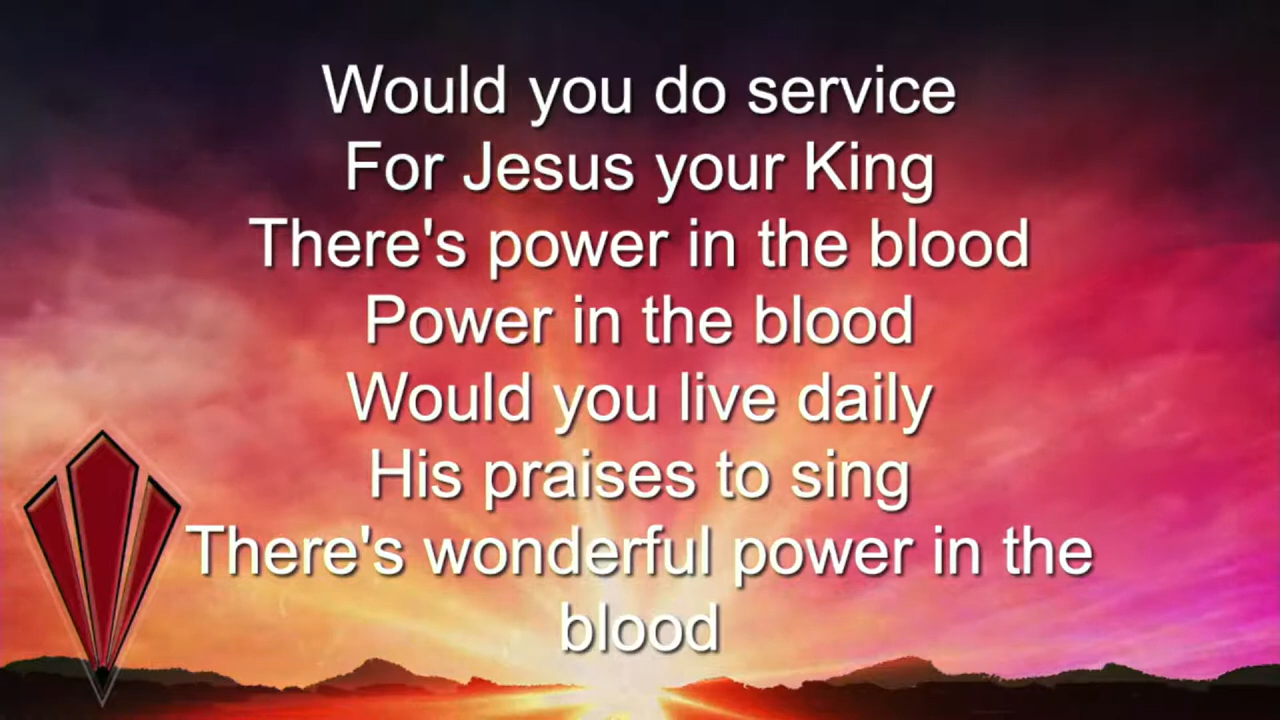 Would you do service
For Jesus your King
There's power in the blood
Power in the blood
Would you live daily
His praises to sing
There's wonderful power in the
blood